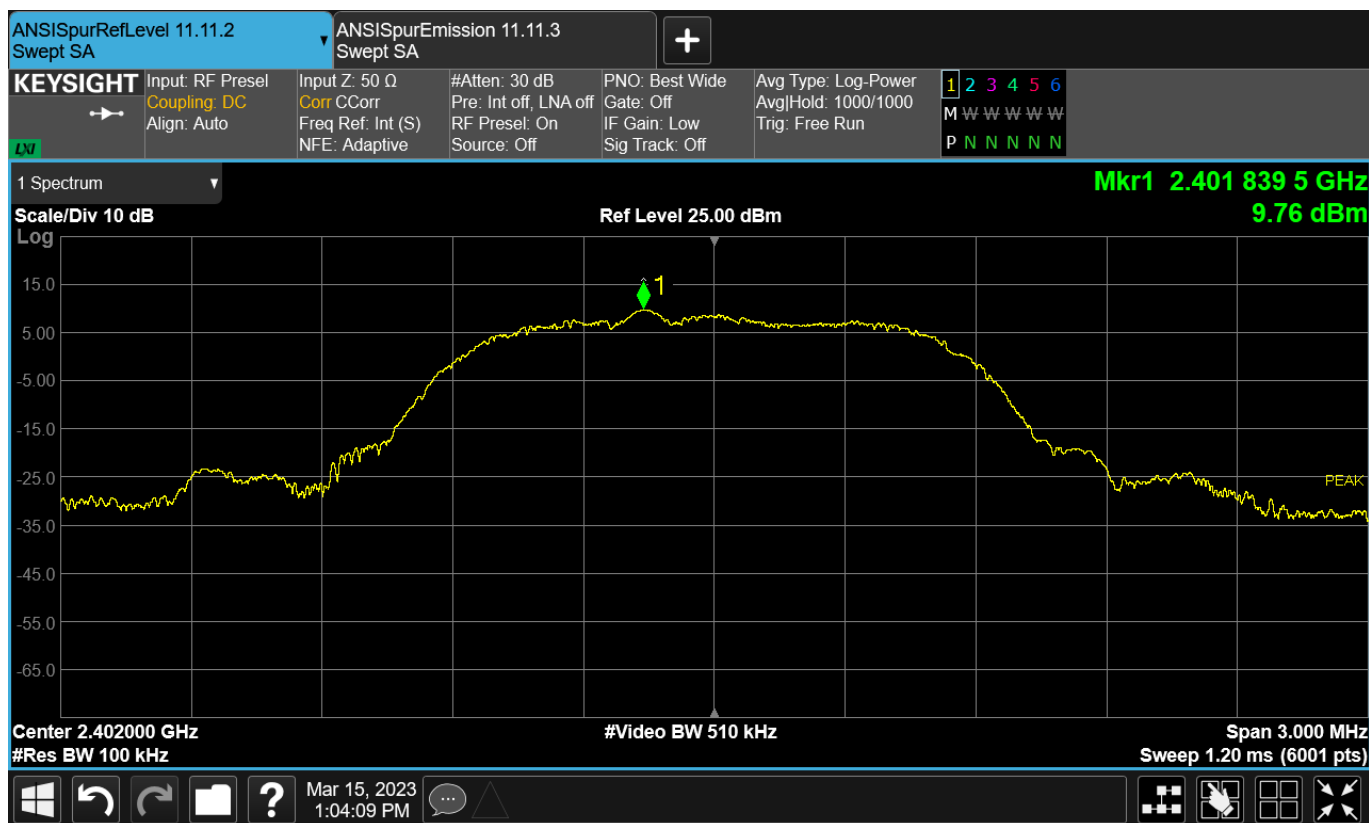 ANSISpurRefLevel 11.11.2
Swept SA
ANSISpurEmission 11.11.3
Swept SA
KEYSIGHT
LXI
Input: RF Presel
Coupling: DC
Align: Auto
Input Z: 50 Ω
Corr CCorr
Freq Ref: Int (S)
NFE: Adaptive
#Atten: 30 dB
Pre: Int off, LNA off
RF Presel: On
Source: Off
PNO: Best Wide
Gate: Off
IF Gain: Low
Sig Track: Off
Avg Type: Log-Power
Avg|Hold: 1000/1000
Trig: Free Run
1 2 3 4 5 6
M W W W W W W
P N N N N N
1 Spectrum
Mkr1 2.401 839 5 GHz
9.76 dBm
Scale/Div 10 dB
Ref Level 25.00 dBm
Log
1
15.0
5.00
-5.00
-15.0
-25.0
PEAK
-35.0
-45.0
-55.0
-65.0
Center 2.402000 GHz
#Video BW 510 kHz
Span 3.000 MHz
#Res BW 100 kHz
Sweep 1.20 ms (6001 pts)
?
Mar 15, 2023
1:04:09 PM